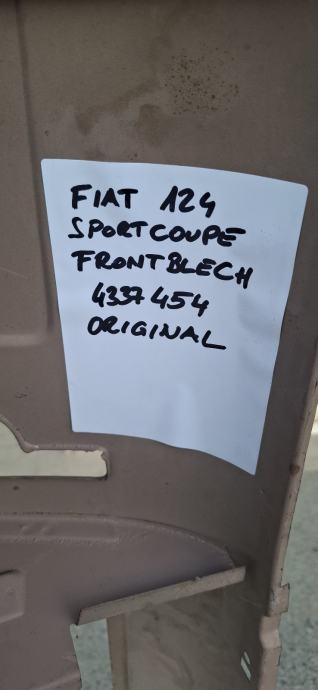 FIAT 124
SPORTCOUPE
FRONTBLECH
4337454
ORIGINAL